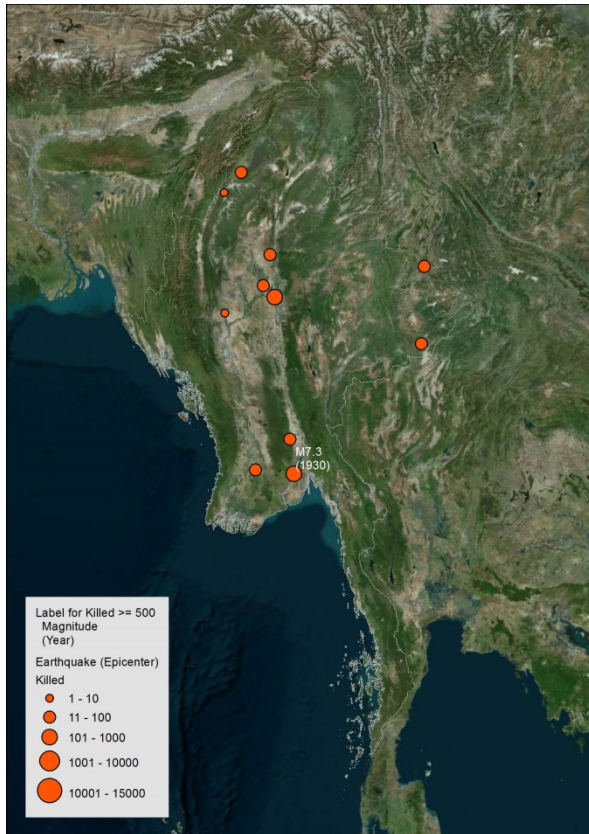 M7.3
(1930)
Label for Killed >= 500
Magnitude
(Year)
Earthquake (Epicenter)
Killed
1 - 10
11 - 100
101 - 1000
1001 - 10000
10001 - 15000